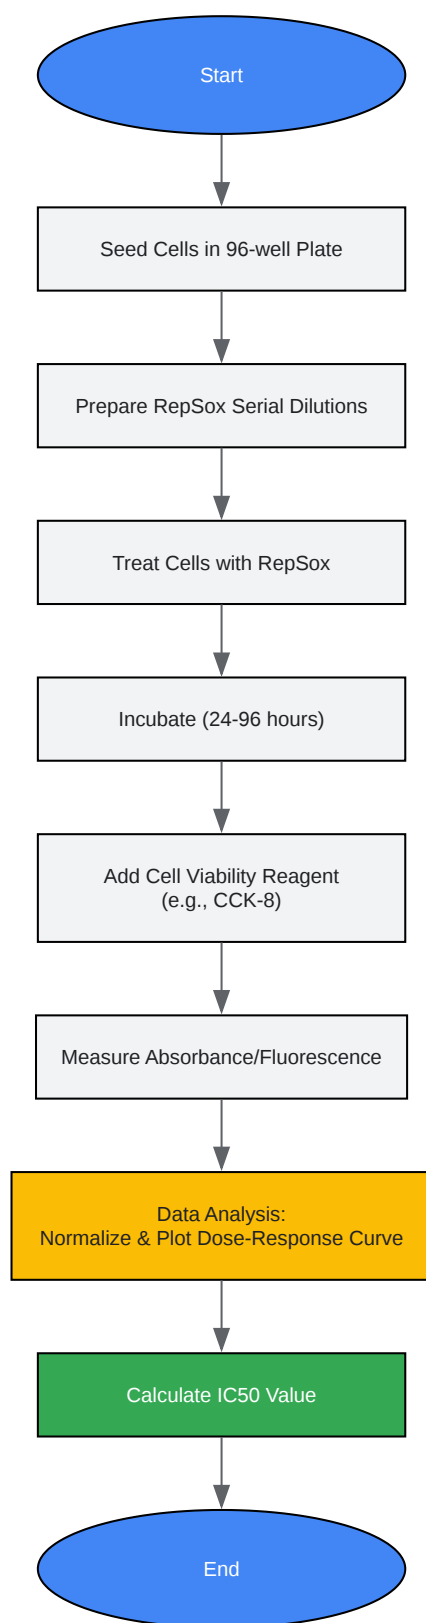 Start
Seed Cells in 96-well Plate
Prepare RepSox Serial Dilutions
Treat Cells with RepSox
Incubate (24-96 hours)
Add Cell Viability Reagent
(e.g., CCK-8)
Measure Absorbance/Fluorescence
Data Analysis:
Normalize & Plot Dose-Response Curve
Calculate IC50 Value
End